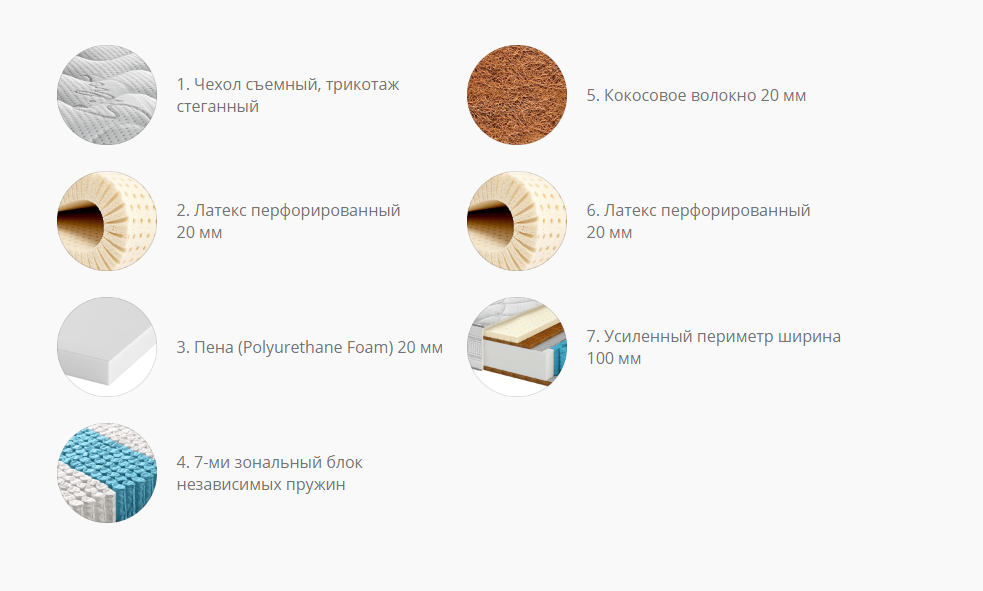 1. Чехол съемный, трикотаж
стеганный
2. Латекс перфорированный
20 мм
3. Пена (Polyurethane Foam) 20 мм
4. 7-ми зональный блок
независимых пружин
5. Кокосовое волокно 20 мм
6. Латекс перфорированный
20 мм
7. Усиленный периметр ширина
100 мм